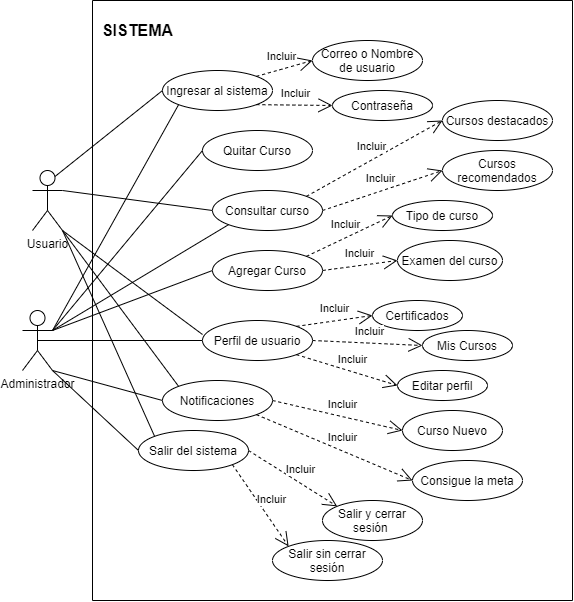 SISTEMA
Incluir
Correo o Nombre
de usuario
Ingresar al sistema
Incluir
Contraseña
Cursos destacados
Quitar Curso
Incluir
Cursos
recomendados
Incluir
Consultar curso
Tipo de curso
Incluir
Usuario
Incluir
Examen del curso
Agregar Curso
Incluir
Certificados
Incluir
Perfil de usuario
Mis Cursos
Incluir
Administrador
Editar perfil
Notificaciones
Incluir
Curso Nuevo
Incluir
Salir del sistema
Incluir
Consigue la meta
Incluir
Salir y cerrar
sesión
Salir sin cerrar
sesión